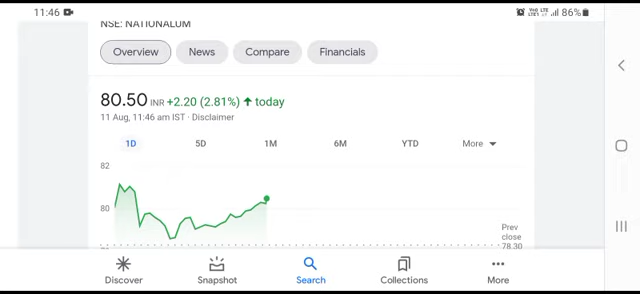 11:46 86%
NSE: NATIONALUM
Overview News Compare Financials
80.50 INR +2.20 (2.81%) ↑ today
11 Aug, 11:46 am IST · Disclaimer
1D 5D 1M 6M YTD More
82
80
Prev
close
78.30
Discover Snapshot Search Collections More